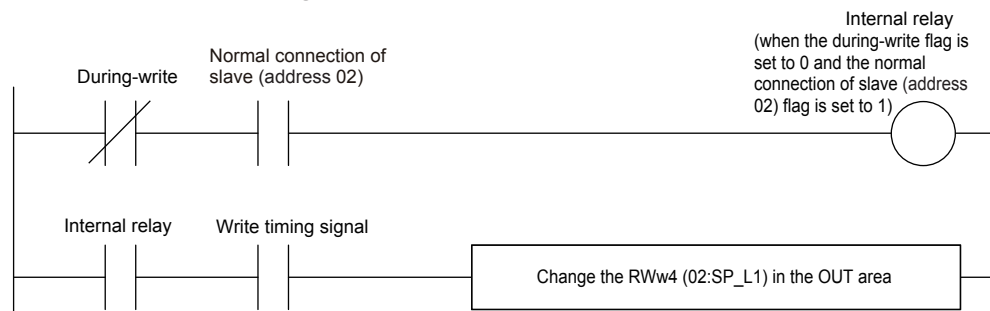 During-write
Normal connection of
slave (address 02)
Internal relay
(when the during-write flag is
set to 0 and the normal
connection of slave (address
02) flag is set to 1)
Internal relay
Write timing signal
Change the RWw4 (02:SP_L1) in the OUT area